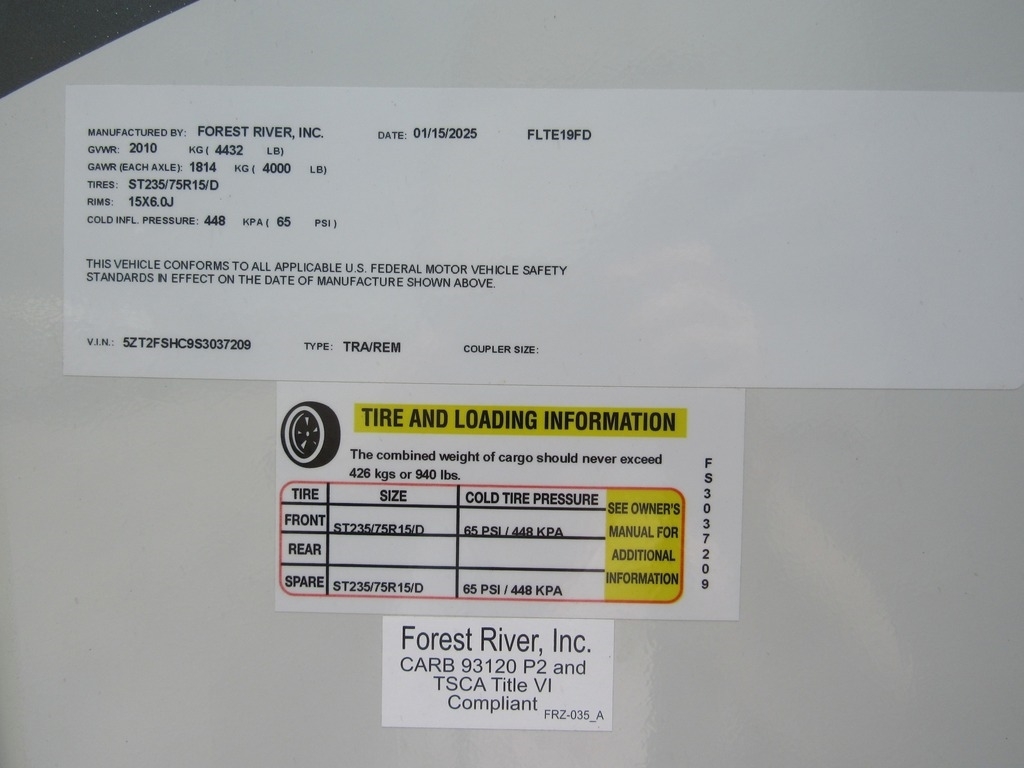 MANUFACTURED BY: FOREST RIVER, INC. DATE: 01/15/2025 FLTE19FD
GVWR: 2010 KG ( 4432 LB)
GAWR (EACH AXLE): 1814 KG ( 4000 LB)
TIRES: ST235/75R15/D
RIMS: 15X6.0J
COLD INFL. PRESSURE: 448 KPA ( 65 PSI )
THIS VEHICLE CONFORMS TO ALL APPLICABLE U.S. FEDERAL MOTOR VEHICLE SAFETY
STANDARDS IN EFFECT ON THE DATE OF MANUFACTURE SHOWN ABOVE.
V.I.N.: 5ZT2FSHC9S3037209 TYPE: TRA/REM COUPLER SIZE:
TIRE AND LOADING INFORMATION
The combined weight of cargo should never exceed
426 kgs or 940 lbs.
TIRE SIZE COLD TIRE PRESSURE
FRONT ST235/75R15/D 65 PSI / 448 KPA
REAR
SPARE ST235/75R15/D 65 PSI / 448 KPA
SEE OWNER'S
MANUAL FOR
ADDITIONAL
INFORMATION
FS3037209
Forest River, Inc.
CARB 93120 P2 and
TSCA Title VI
Compliant
FRZ-035_A